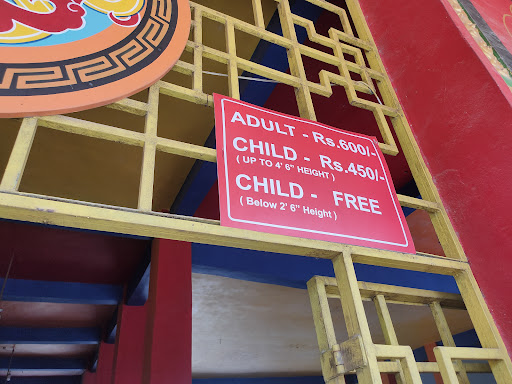 ADULT - Rs.600/-
CHILD - Rs.450/-
( UP TO 4' 6" HEIGHT )
CHILD - FREE
( Below 2' 6" Height )